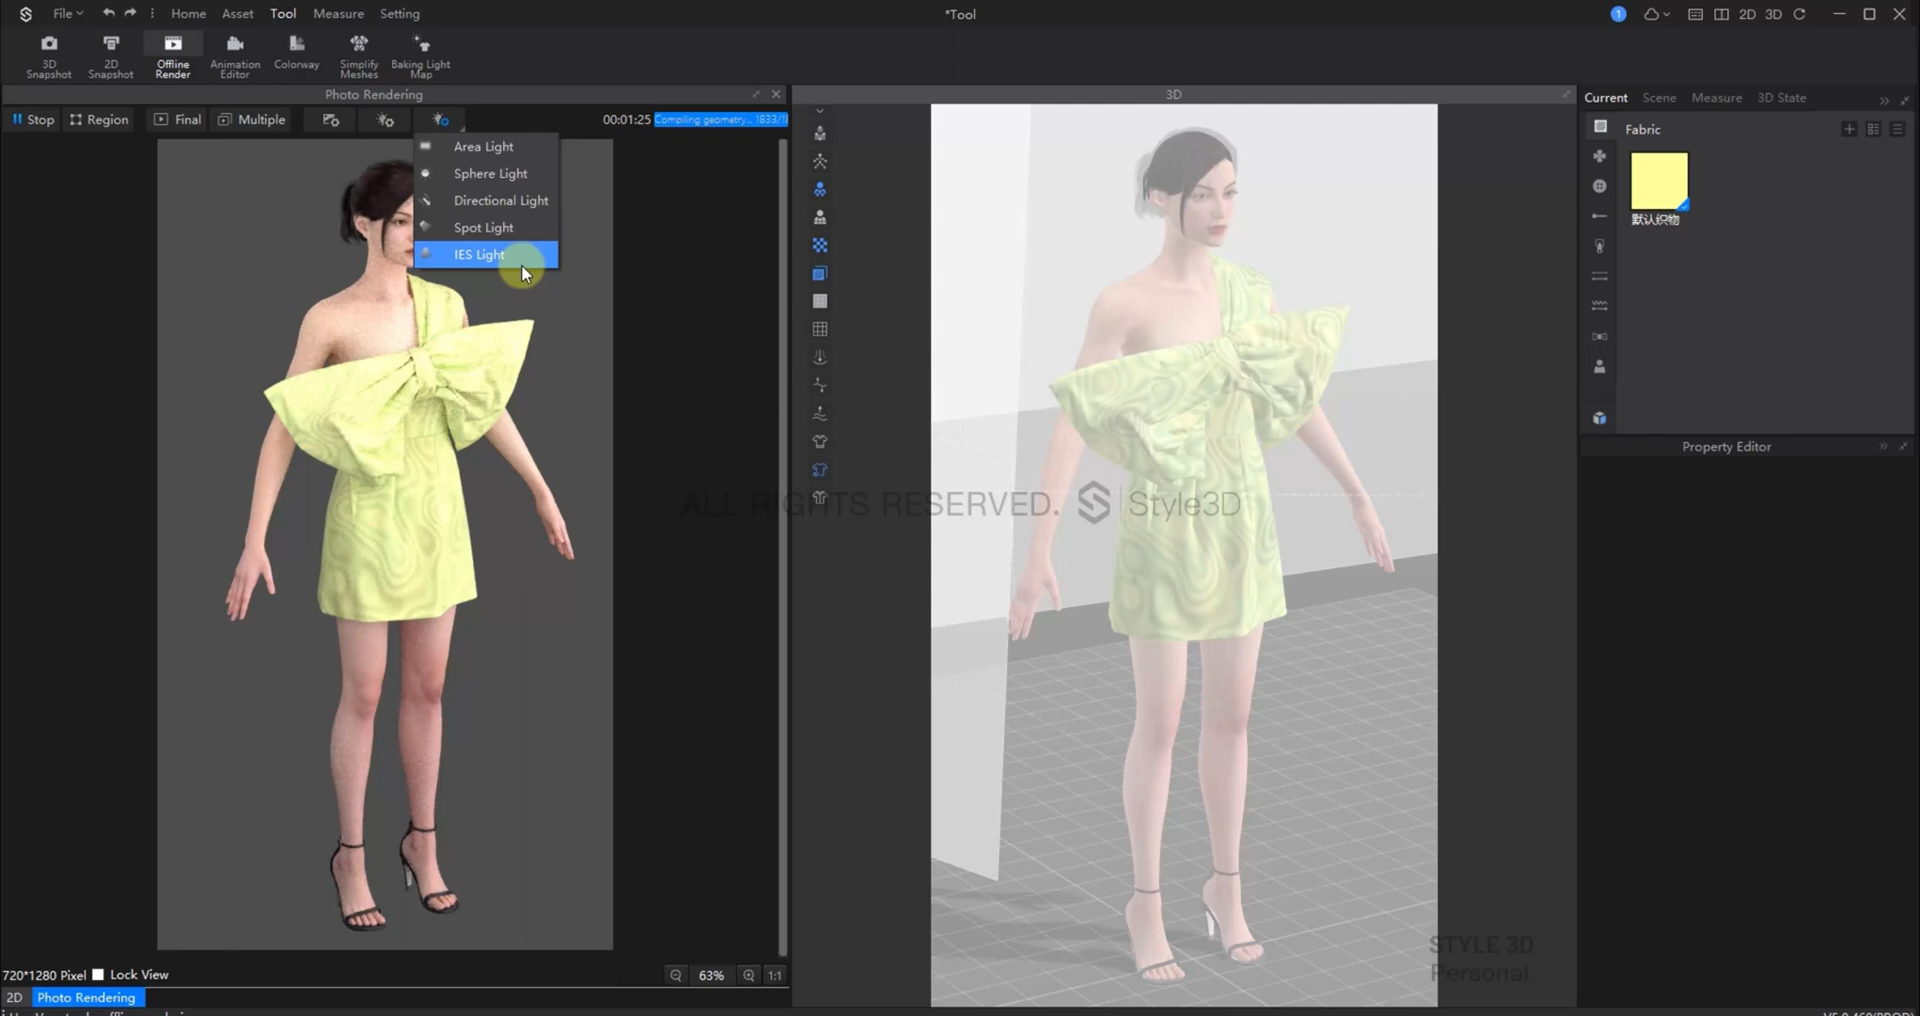 File Home Asset Tool Measure Setting
*Tool
1 2D 3D
3D Snapshot
2D Snapshot
Offline Render
Animation Editor
Colorway
Simplify Meshes
Baking Light Map
Photo Rendering
3D
Current Scene Measure 3D State
Stop Region Final Multiple
00:01:25 Compiling geometry... 1833/18
Fabric
Area Light
Sphere Light
Directional Light
Spot Light
IES Light
默认织物
Property Editor
ALL RIGHTS RESERVED. Style3D
STYLE 3D
Personal
720*1280 Pixel Lock View
63% 1:1
2D Photo Rendering